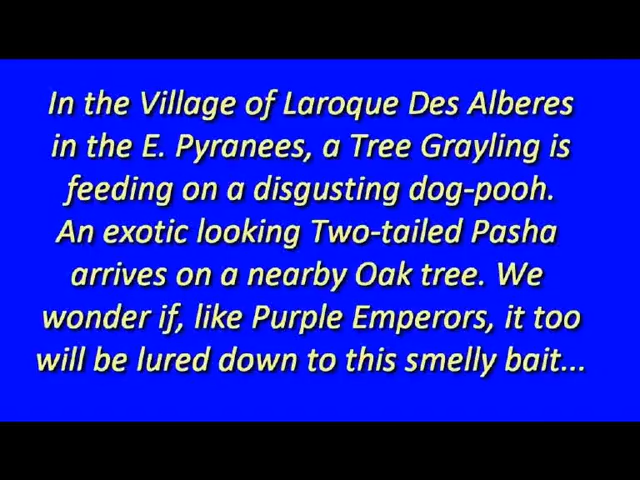 In the Village of Laroque Des Alberes
in the E. Pyranees, a Tree Grayling is
feeding on a disgusting dog-pooh.
An exotic looking Two-tailed Pasha
arrives on a nearby Oak tree. We
wonder if, like Purple Emperors, it too
will be lured down to this smelly bait...